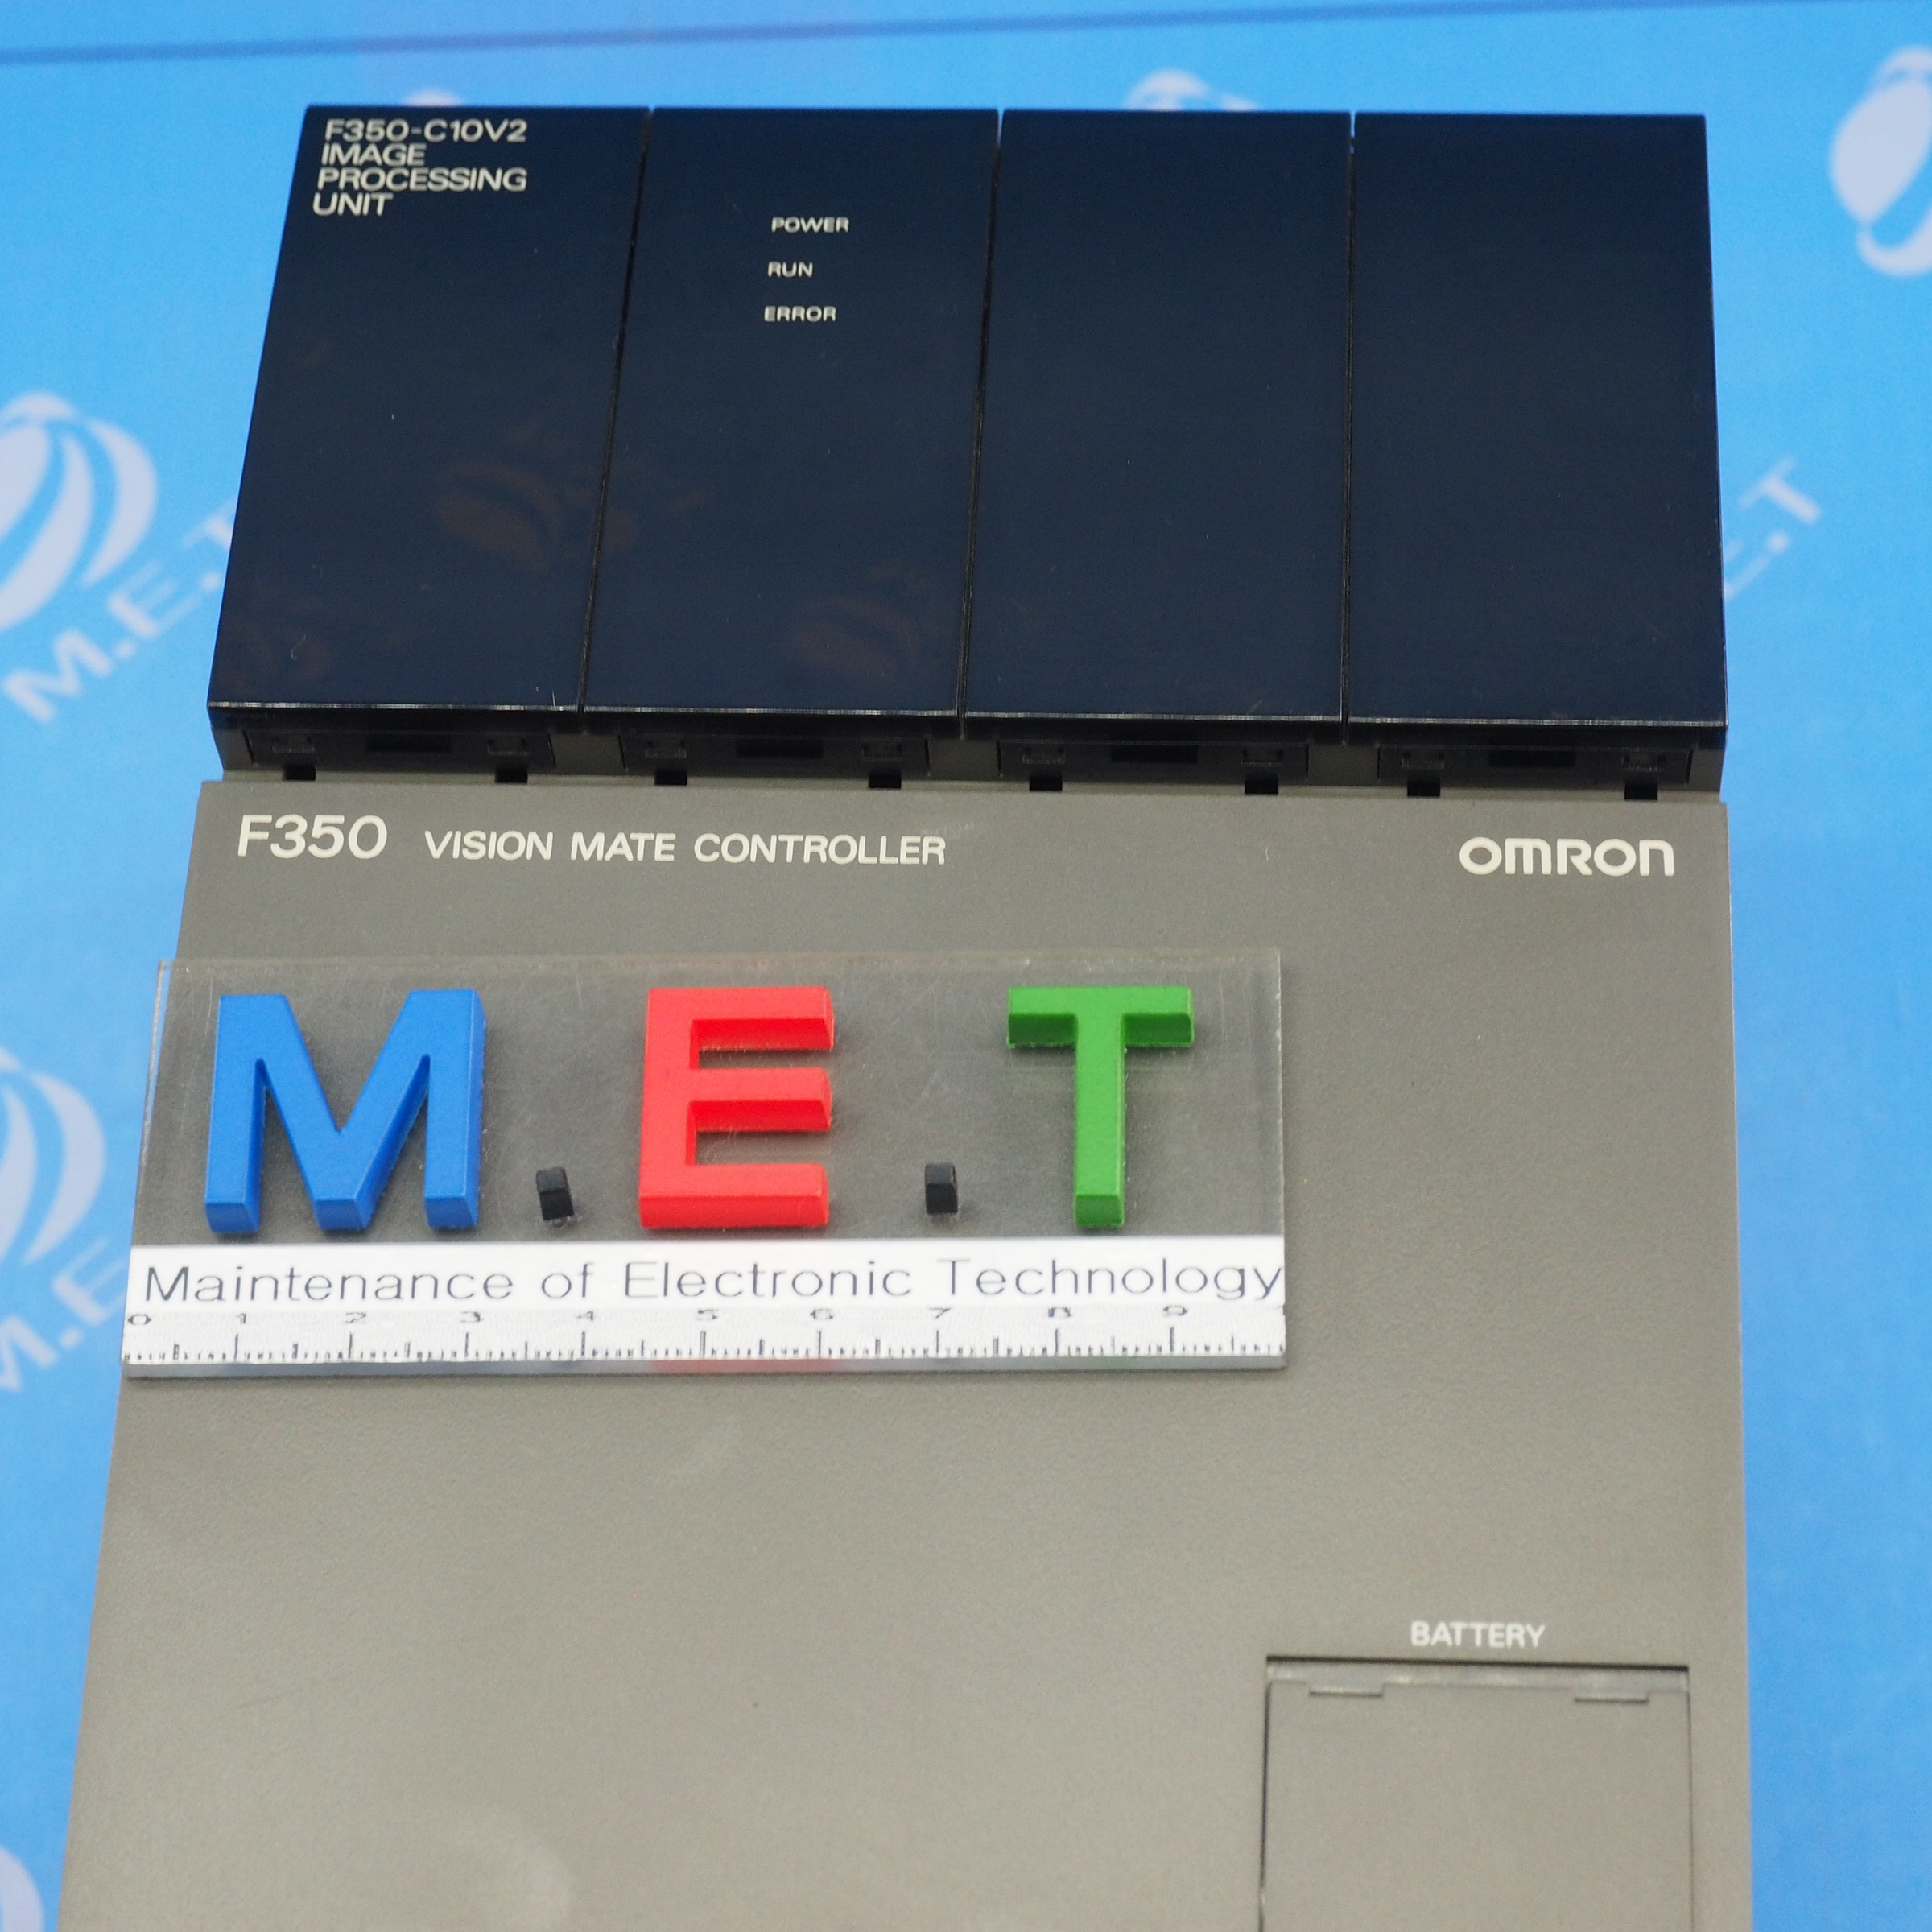 F350-C10V2
IMAGE
PROCESSING
UNIT
POWER
RUN
ERROR
F350 VISION MATE CONTROLLER
OMRON
M.E.T
Maintenance of Electronic Technology
0 1 2 3 4 5 6 7 8 9
BATTERY
M.E.T
E.T
M.E